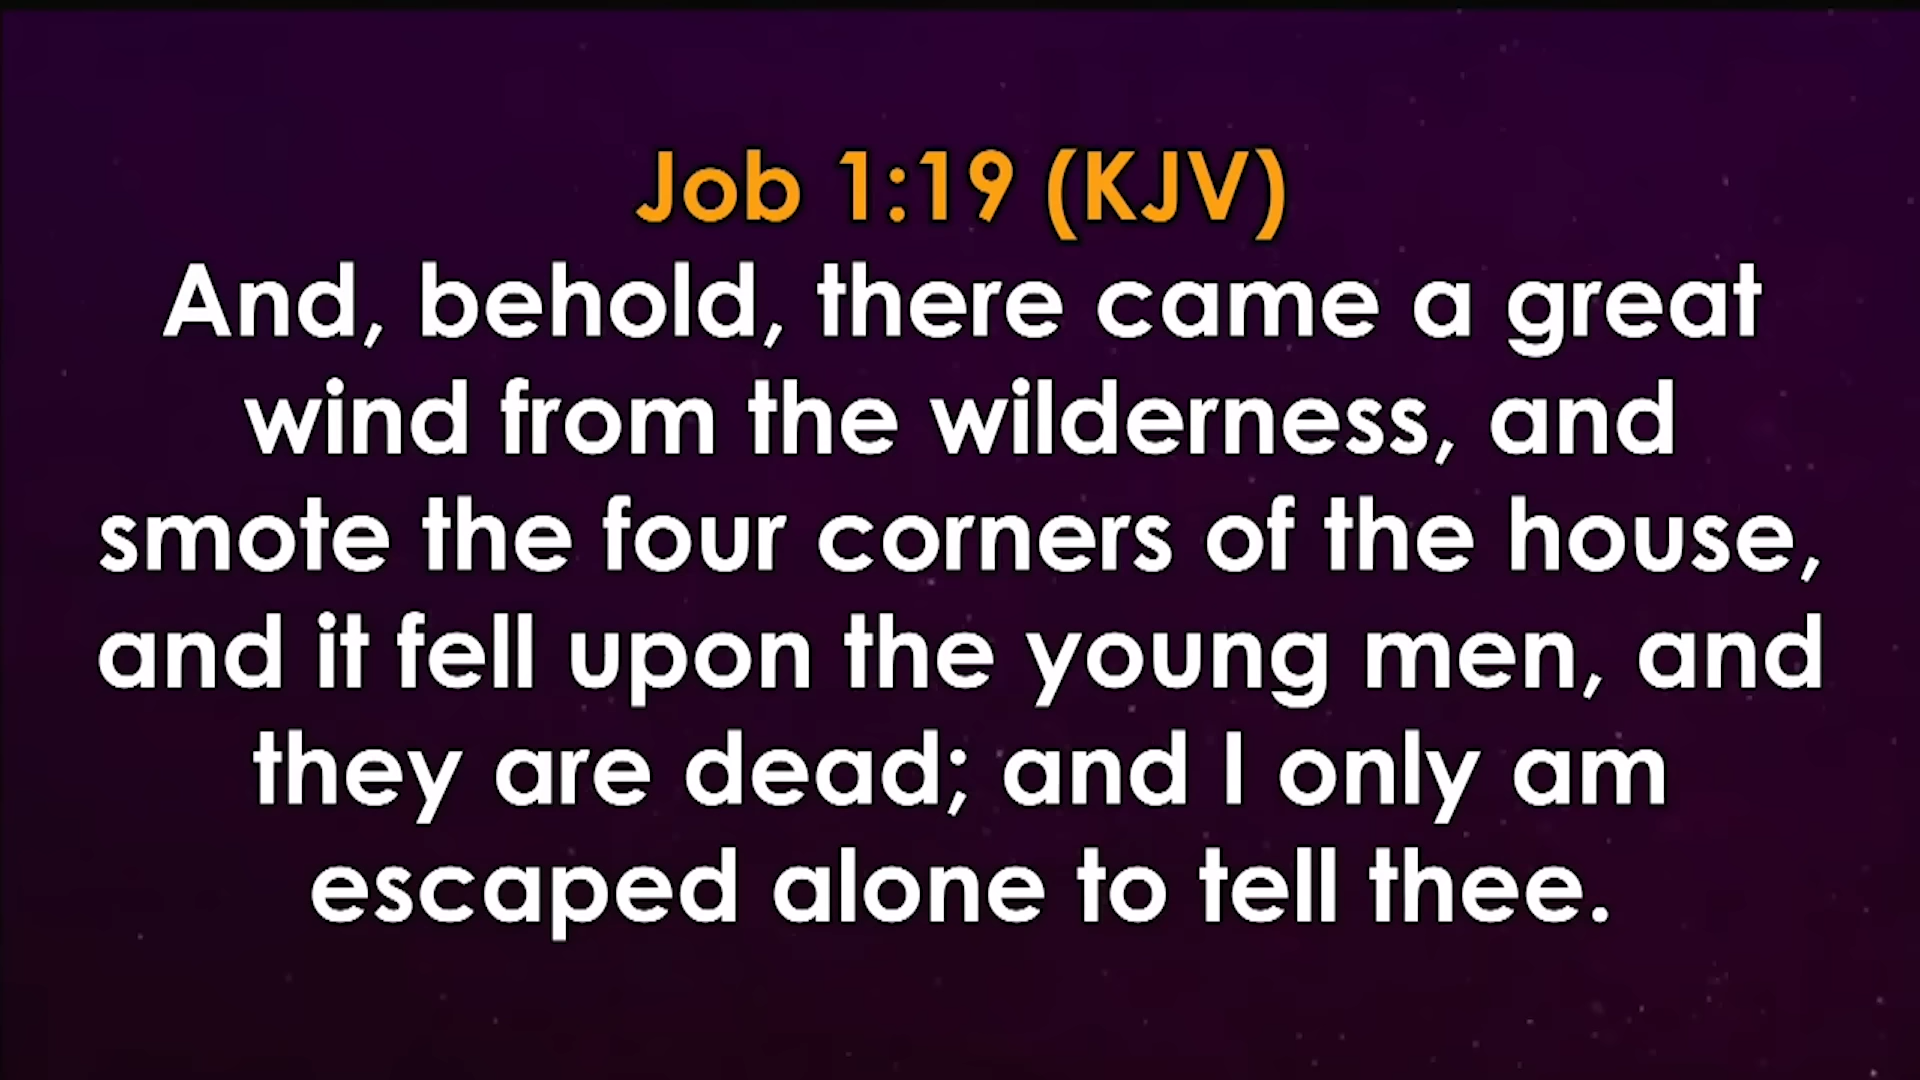 Job 1:19 (KJV)
And, behold, there came a great
wind from the wilderness, and
smote the four corners of the house,
and it fell upon the young men, and
they are dead; and I only am
escaped alone to tell thee.